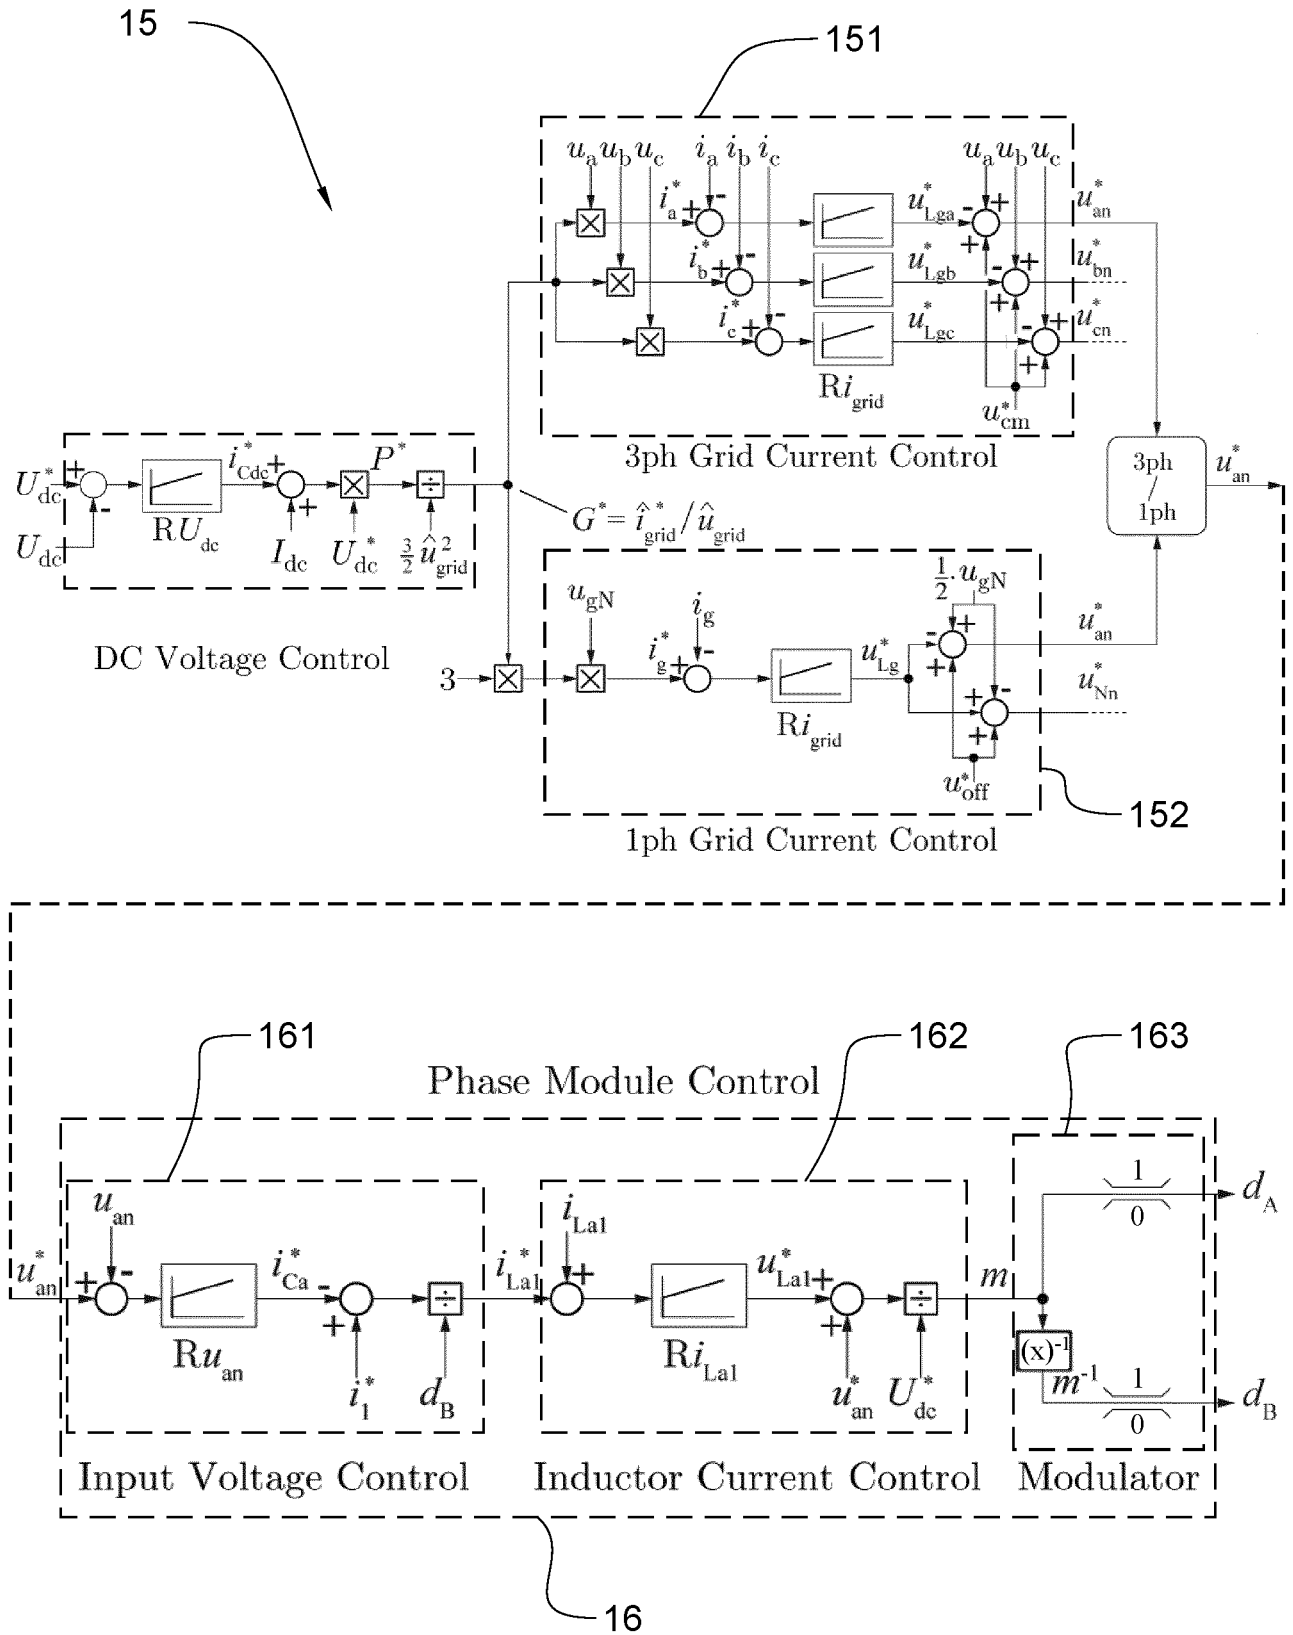 15
151
u_a u_b u_c i_a i_b i_c u_a u_b u_c
i*_a + - u*_Lga - + + u*_an
i*_b + - u*_Lgb - + + u*_bn
i*_c + - u*_Lgc - + + u*_cn
Ri_grid
u*_cm
3ph Grid Current Control
3ph / 1ph
u*_an
U*_dc + - i*_Cdc + + P* ÷
U_dc RU_dc I_dc U_dc* 3/2 û²_grid
G* = î*_grid / û_grid
DC Voltage Control
3
u_gN i_g 1/2 · u_gN
i*_g + - u*_Lg - + + u*_an
+ - + u*_Nn
Ri_grid
u*_off
152
1ph Grid Current Control
161 162 163
Phase Module Control
u_an i_La1
u*_an + - i*_Ca - + ÷ i*_La1 + u*_La1 + + ÷ m
Ru_an i*_1 d_B Ri_La1 u*_an U*_dc
1
0
d_A
(x)⁻¹
m⁻¹
1
0
d_B
Input Voltage Control Inductor Current Control Modulator
16